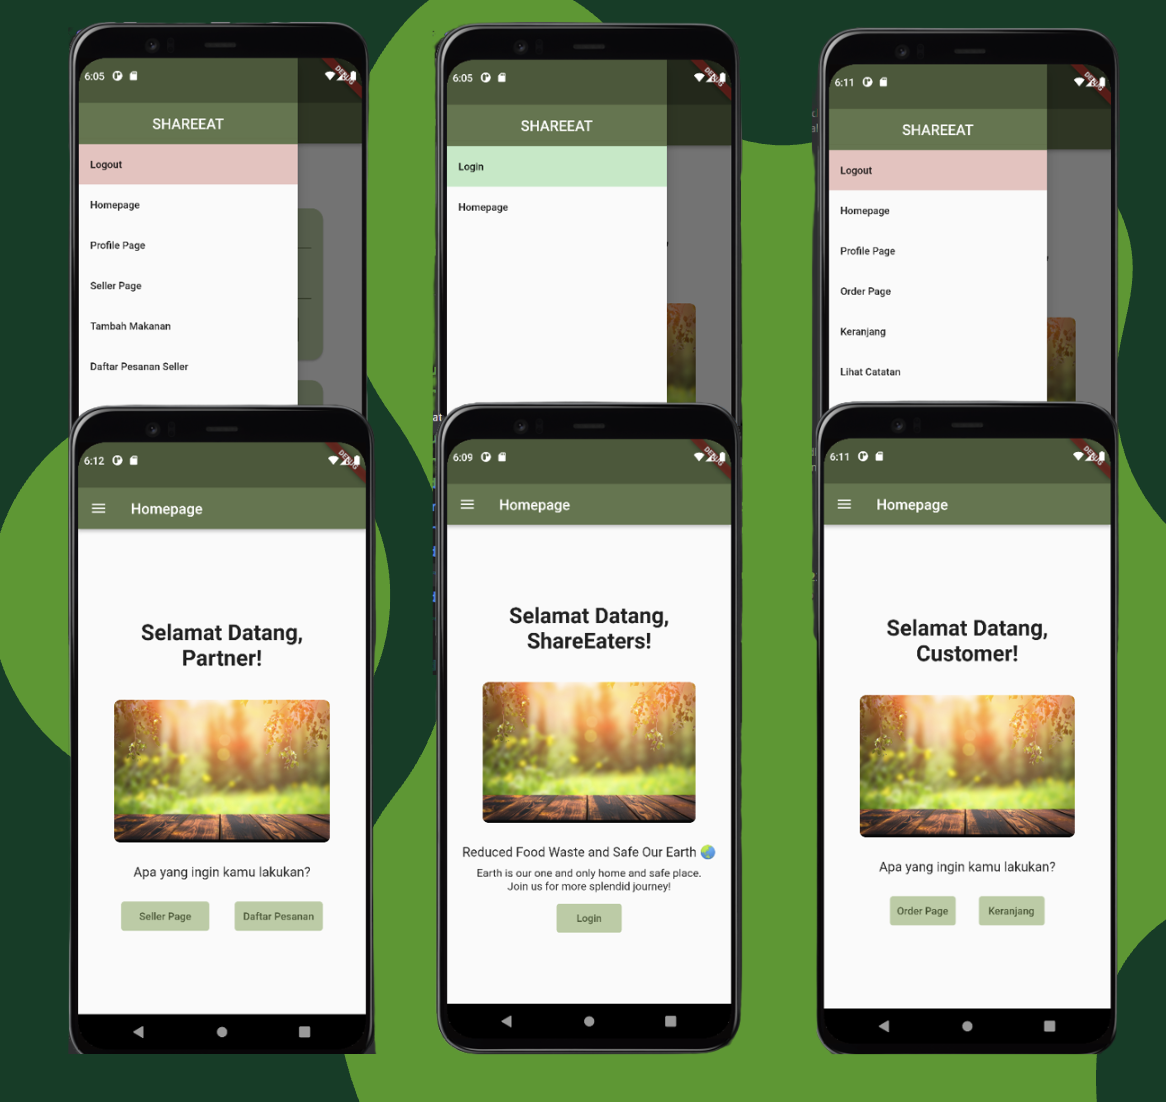 6:05
DEBUG
SHAREEAT
Logout
Homepage
Profile Page
Seller Page
Tambah Makanan
Daftar Pesanan Seller
6:05
DEBUG
SHAREEAT
Login
Homepage
6:11
DEBUG
SHAREEAT
Logout
Homepage
Profile Page
Order Page
Keranjang
Lihat Catatan
6:12
DEBUG
Homepage
Selamat Datang,
Partner!
Apa yang ingin kamu lakukan?
Seller Page
Daftar Pesanan
at
6:09
DEBUG
Homepage
Selamat Datang,
ShareEaters!
Reduced Food Waste and Safe Our Earth 🌏
Earth is our one and only home and safe place.
Join us for more splendid journey!
Login
6:11
DEBUG
Homepage
Selamat Datang,
Customer!
Apa yang ingin kamu lakukan?
Order Page
Keranjang